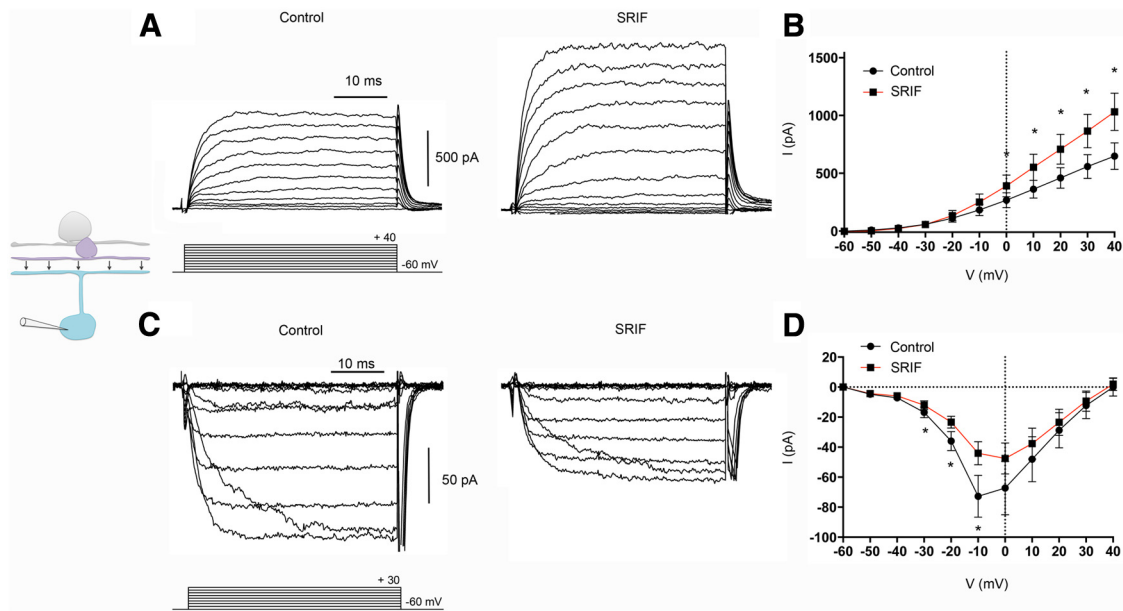 A
Control
SRIF
10 ms
500 pA
+ 40
-60 mV
B
1500
1000
500
0
I (pA)
Control
SRIF
*
*
*
*
*
-60 -50 -40 -30 -20 -10 0 10 20 30 40
V (mV)
C
Control
SRIF
10 ms
50 pA
+ 30
-60 mV
D
Control
SRIF
20
0
-20
-40
-60
-80
-100
I (pA)
*
*
*
-60 -50 -40 -30 -20 -10 0 10 20 30 40
V (mV)